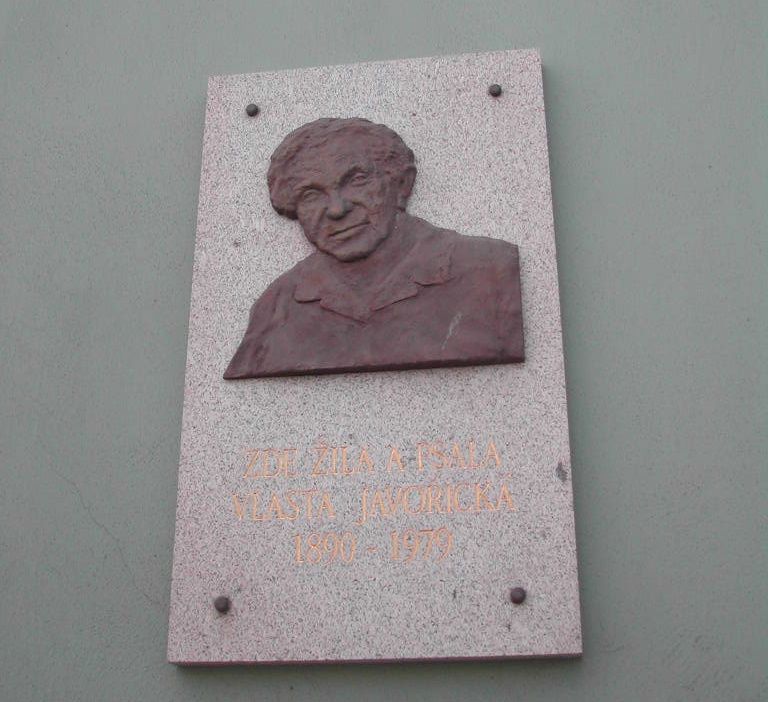 ZDE ŽILA A PSALA
VLASTA JAVOŘICKÁ
1890 - 1979